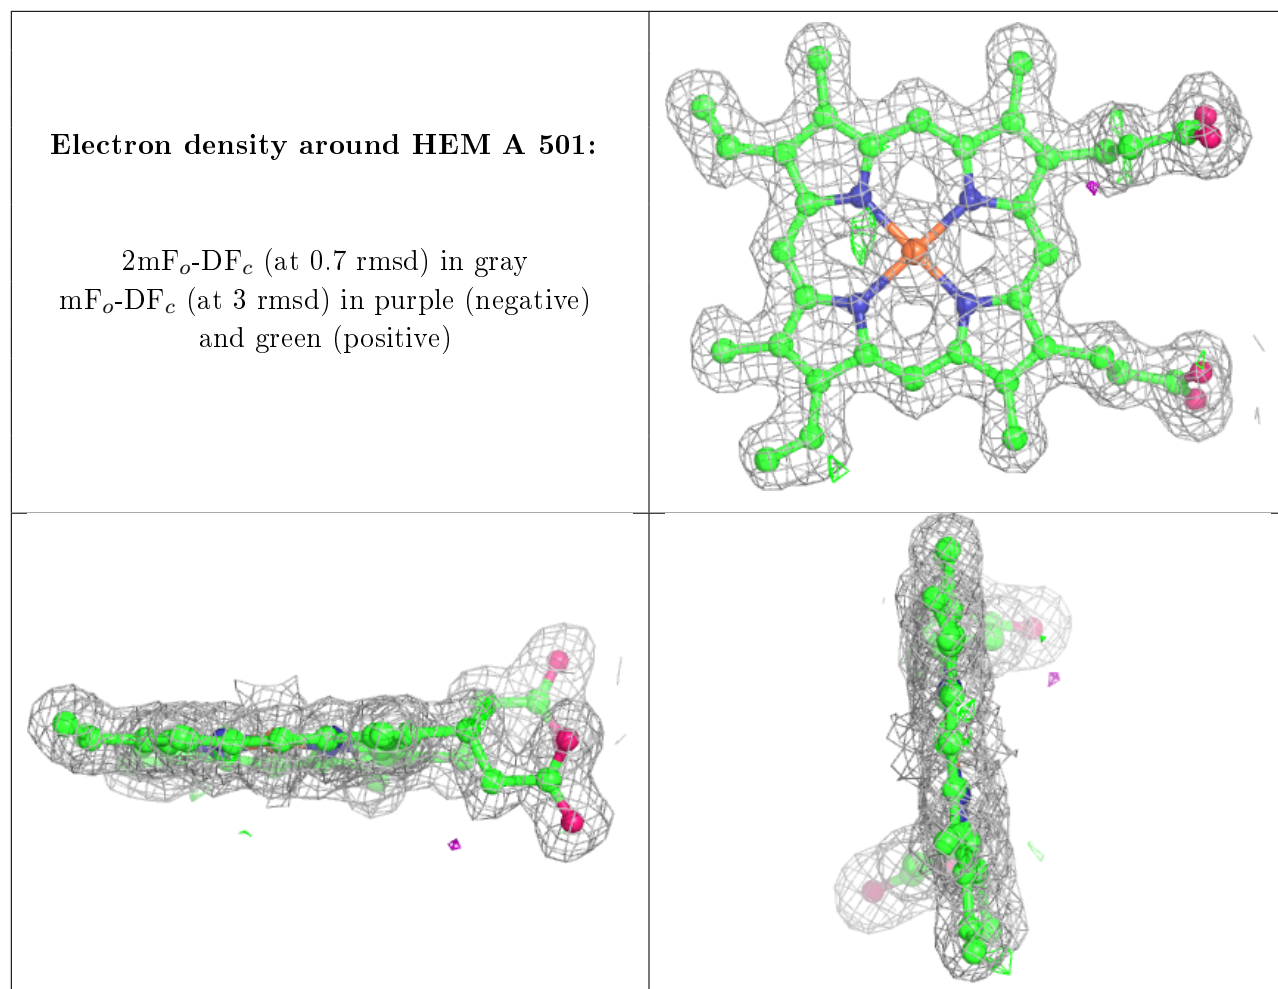 Electron density around HEM A 501:
2mFₒ-DF𝒸 (at 0.7 rmsd) in gray
mFₒ-DF𝒸 (at 3 rmsd) in purple (negative)
and green (positive)